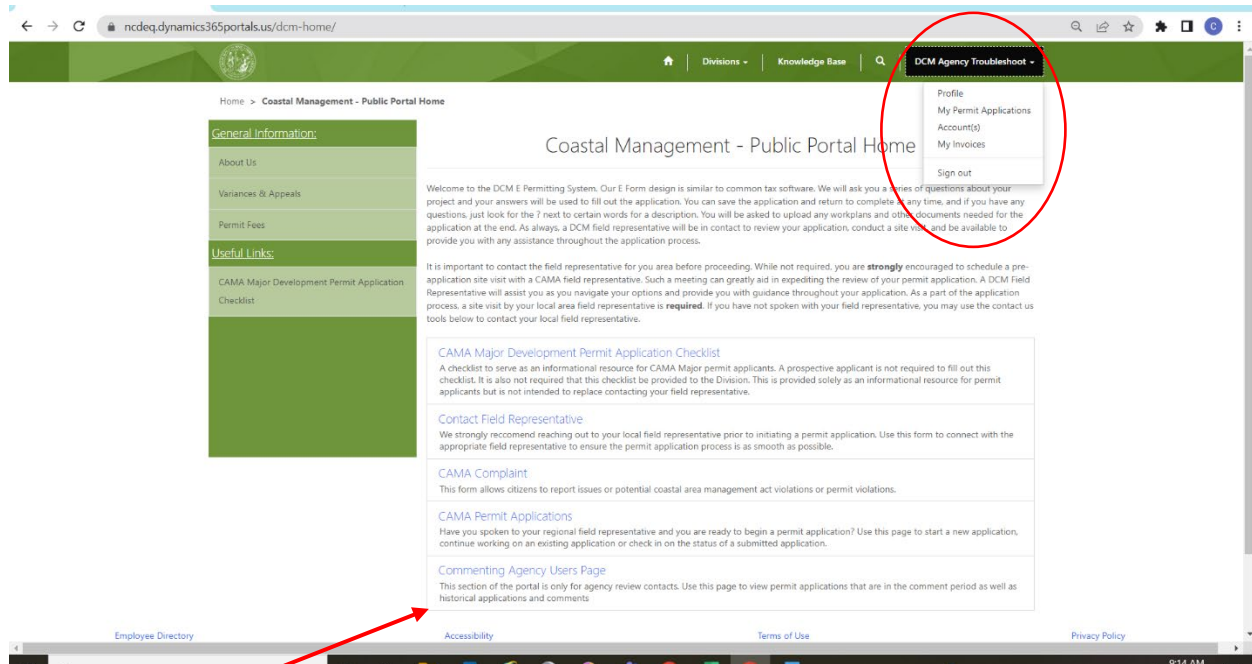 ncdeq.dynamics365portals.us/dcm-home/
C
Divisions
Knowledge Base
DCM Agency Troubleshoot
Profile
My Permit Applications
Account(s)
My Invoices
Sign out
Home > Coastal Management - Public Portal Home
General Information:
About Us
Variances & Appeals
Permit Fees
Useful Links:
CAMA Major Development Permit Application
Checklist
Coastal Management - Public Portal Home
Welcome to the DCM E Permitting System. Our E Form design is similar to common tax software. We will ask you a series of questions about your
project and your answers will be used to fill out the application. You can save the application and return to complete at any time, and if you have any
questions, just look for the ? next to certain words for a description. You will be asked to upload any workplans and other documents needed for the
application at the end. As always, a DCM field representative will be in contact to review your application, conduct a site visit, and be available to
provide you with any assistance throughout the application process.
It is important to contact the field representative for you area before proceeding. While not required, you are strongly encouraged to schedule a pre-
application site visit with a CAMA field representative. Such a meeting can greatly aid in expediting the review of your permit application. A DCM Field
Representative will assist you as you navigate your options and provide you with guidance throughout your application. As a part of the application
process, a site visit by your local area field representative is required. If you have not spoken with your field representative, you may use the contact us
tools below to contact your local field representative.
CAMA Major Development Permit Application Checklist
A checklist to serve as an informational resource for CAMA Major permit applicants. A prospective applicant is not required to fill out this
checklist. It is also not required that this checklist be provided to the Division. This is provided solely as an informational resource for permit
applicants but is not intended to replace contacting your field representative.
Contact Field Representative
We strongly reccomend reaching out to your local field representative prior to initiating a permit application. Use this form to connect with the
appropriate field representative to ensure the permit application process is as smooth as possible.
CAMA Complaint
This form allows citizens to report issues or potential coastal area management act violations or permit violations.
CAMA Permit Applications
Have you spoken to your regional field representative and you are ready to begin a permit application? Use this page to start a new application,
continue working on an existing application or check in on the status of a submitted application.
Commenting Agency Users Page
This section of the portal is only for agency review contacts. Use this page to view permit applications that are in the comment period as well as
historical applications and comments
Employee Directory
Accessibility
Terms of Use
Privacy Policy
9:14 AM